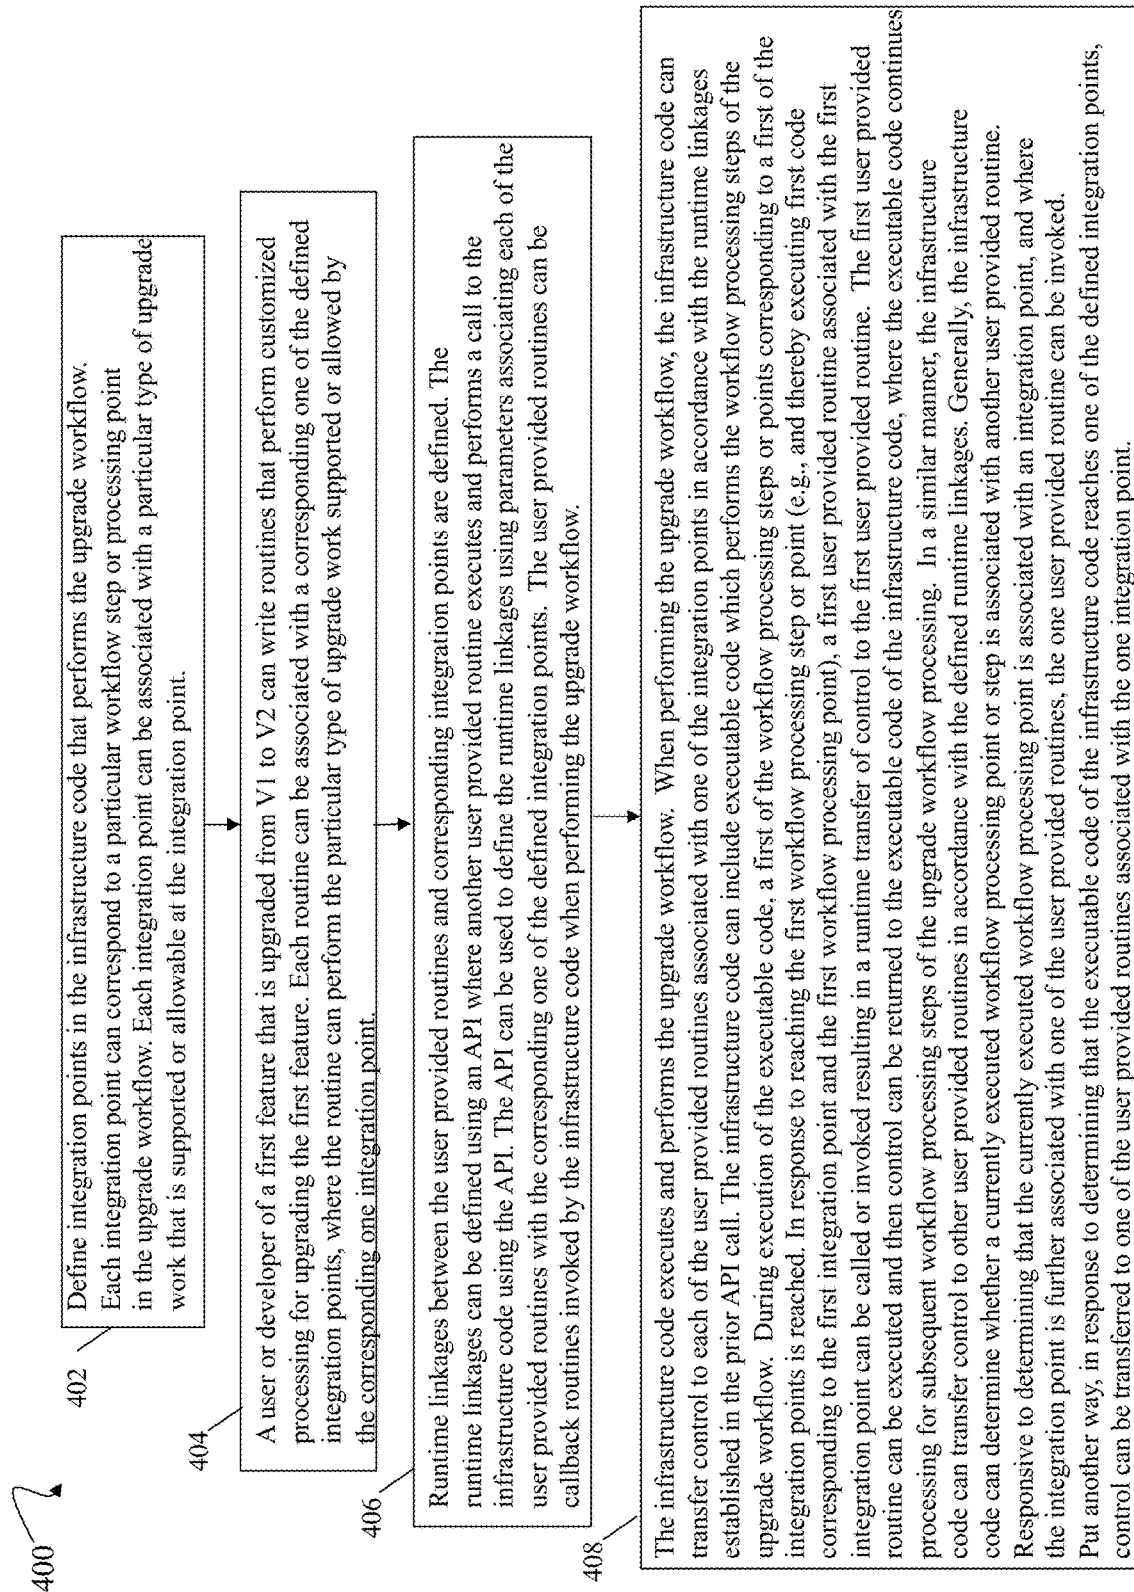 400
402
Define integration points in the infrastructure code that performs the upgrade workflow.
Each integration point can correspond to a particular workflow step or processing point
in the upgrade workflow. Each integration point can be associated with a particular type of upgrade
work that is supported or allowable at the integration point.
404
A user or developer of a first feature that is upgraded from V1 to V2 can write routines that perform customized
processing for upgrading the first feature. Each routine can be associated with a corresponding one of the defined
integration points, where the routine can perform the particular type of upgrade work supported or allowed by
the corresponding one integration point.
406
Runtime linkages between the user provided routines and corresponding integration points are defined. The
runtime linkages can be defined using an API where another user provided routine executes and performs a call to the
infrastructure code using the API. The API can be used to define the runtime linkages using parameters associating each of the
user provided routines with the corresponding one of the defined integration points. The user provided routines can be
callback routines invoked by the infrastructure code when performing the upgrade workflow.
408
The infrastructure code executes and performs the upgrade workflow. When performing the upgrade workflow, the infrastructure code can
transfer control to each of the user provided routines associated with one of the integration points in accordance with the runtime linkages
established in the prior API call. The infrastructure code can include executable code which performs the workflow processing steps of the
upgrade workflow. During execution of the executable code, a first of the workflow processing steps or points corresponding to a first of the
integration points is reached. In response to reaching the first workflow processing step or point (e.g., and thereby executing first code
corresponding to the first integration point and the first workflow processing point), a first user provided routine associated with the first
integration point can be called or invoked resulting in a runtime transfer of control to the first user provided routine. The first user provided
routine can be executed and then control can be returned to the executable code of the infrastructure code, where the executable code continues
processing for subsequent workflow processing steps of the upgrade workflow processing. In a similar manner, the infrastructure
code can transfer control to other user provided routines in accordance with the defined runtime linkages. Generally, the infrastructure
code can determine whether a currently executed workflow processing point or step is associated with another user provided routine.
Responsive to determining that the currently executed workflow processing point is associated with an integration point, and where
the integration point is further associated with one of the user provided routines, the one user provided routine can be invoked.
Put another way, in response to determining that the executable code of the infrastructure code reaches one of the defined integration points,
control can be transferred to one of the user provided routines associated with the one integration point.